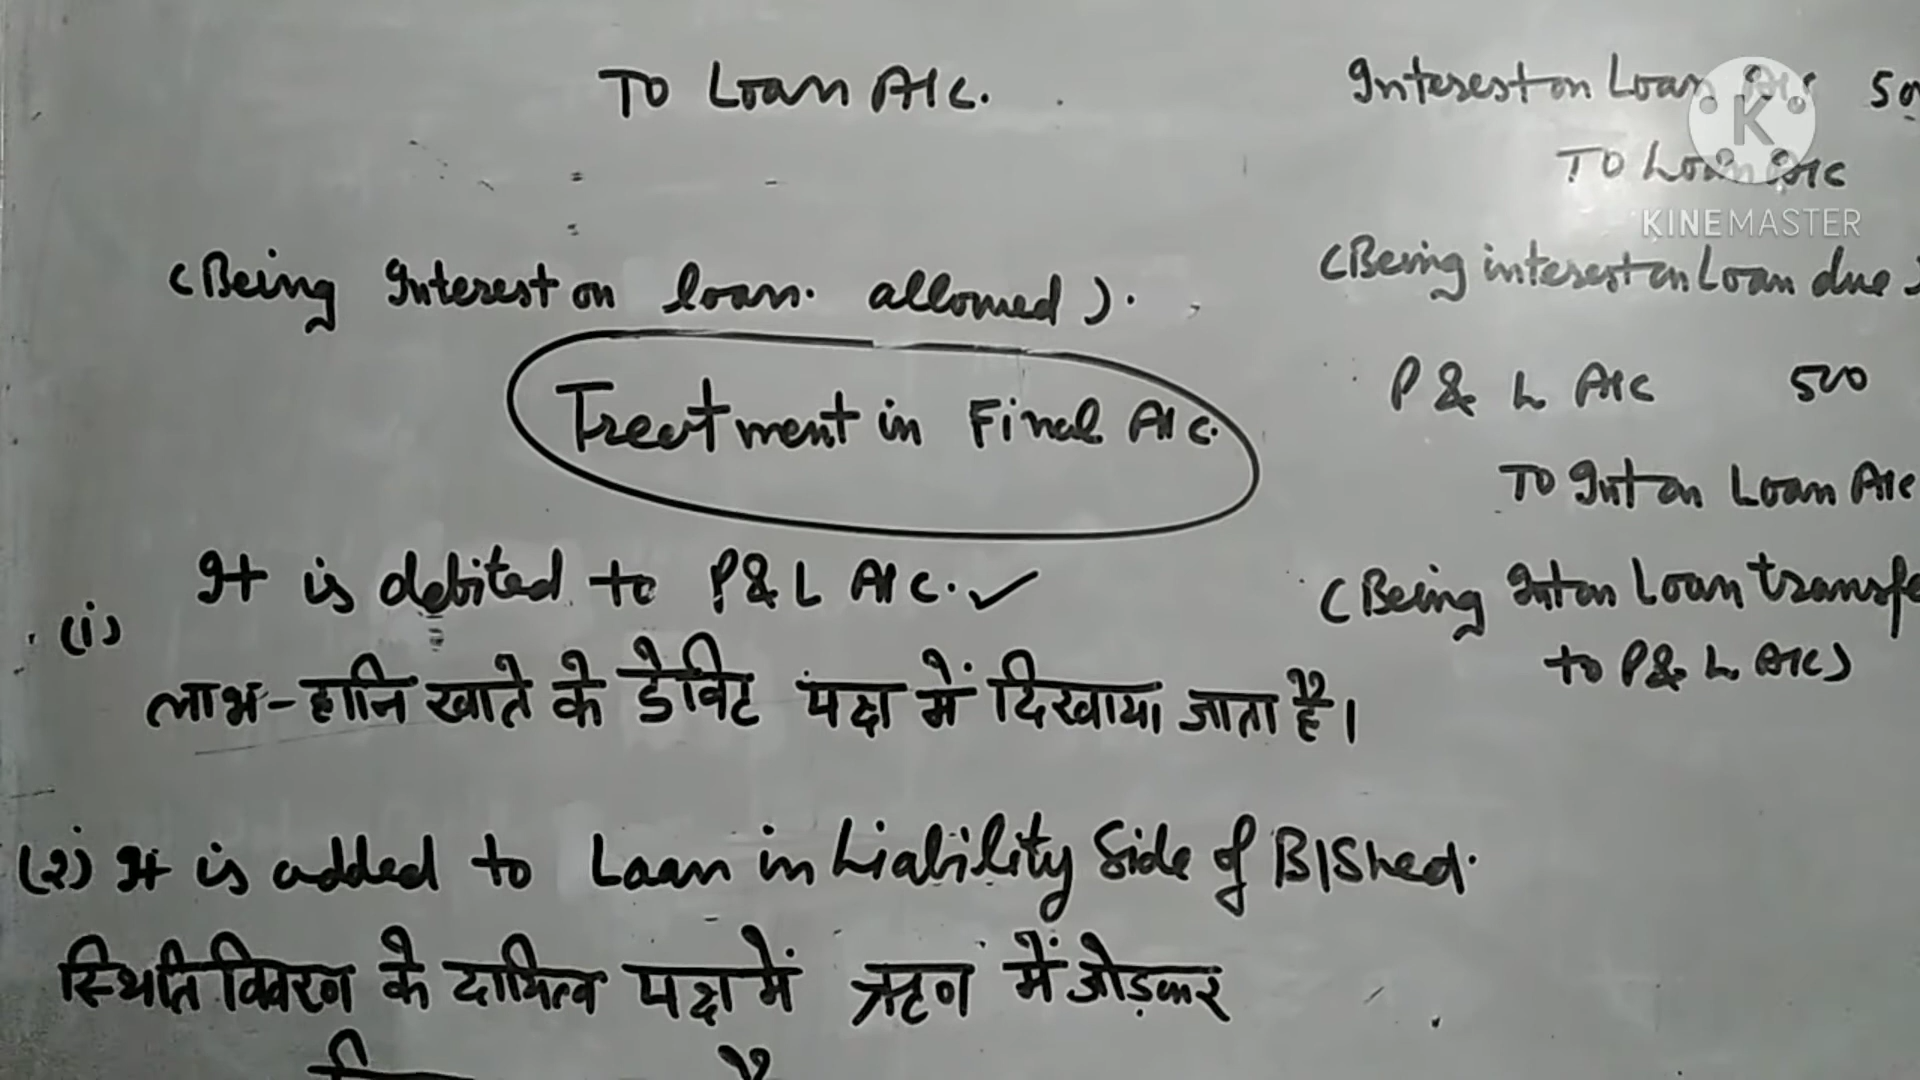 To Loan A/c.
(Being Interest on loan. allowed).
Treatment in Final A/c.
(i) It is debited to P & L A/c. ✓
लाभ-हानि खाते के डेविट पक्ष में दिखाया जाता है।
(2) It is added to Loan in Liability Side of B/Sheet.
स्थिति विवरण के दायित्व पक्ष में ऋण में जोड़कर
Interest on Loan A/c
To Loan A/c
(Being interest on Loan due)
P & L A/c 500
To Int on Loan A/c
(Being Int on Loan
to P & L A/c)
KINEMASTER